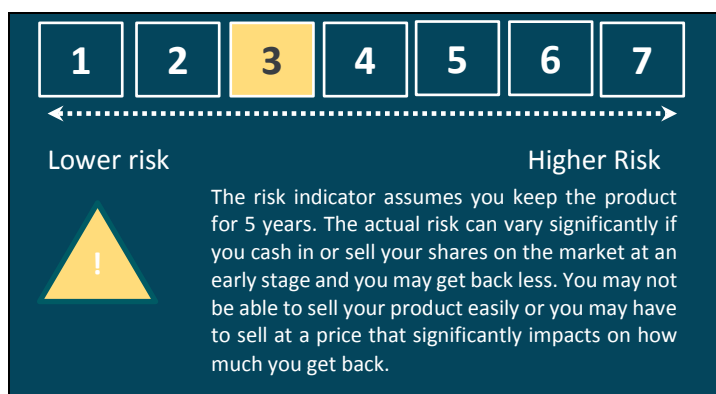 1 2 3 4 5 6 7
Lower risk Higher Risk
The risk indicator assumes you keep the product
for 5 years. The actual risk can vary significantly if
you cash in or sell your shares on the market at an
early stage and you may get back less. You may not
be able to sell your product easily or you may have
to sell at a price that significantly impacts on how
much you get back.
!